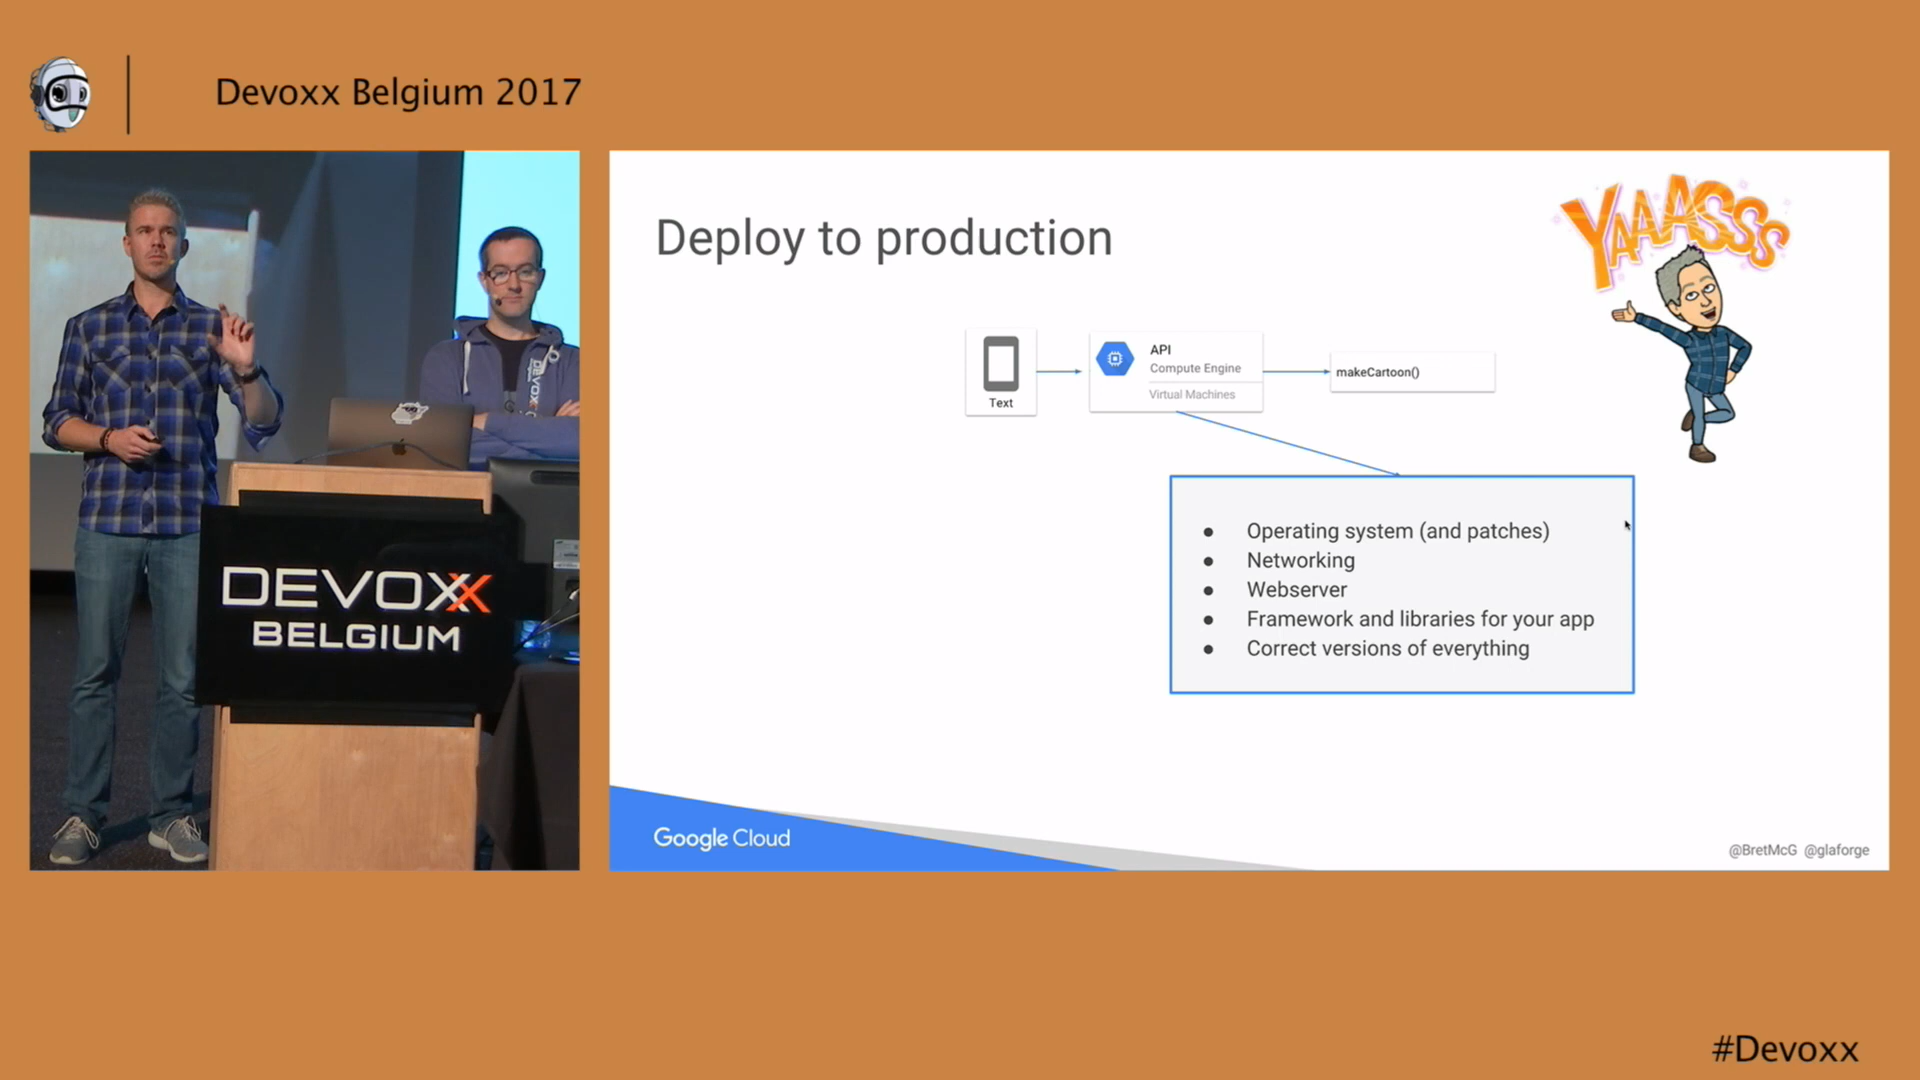 Devoxx Belgium 2017
DEVOXX
BELGIUM
Deploy to production
YAAASSS
Text
API
Compute Engine
Virtual Machines
makeCartoon()
● Operating system (and patches)
● Networking
● Webserver
● Framework and libraries for your app
● Correct versions of everything
Google Cloud
@BretMcG @glaforge
#Devoxx